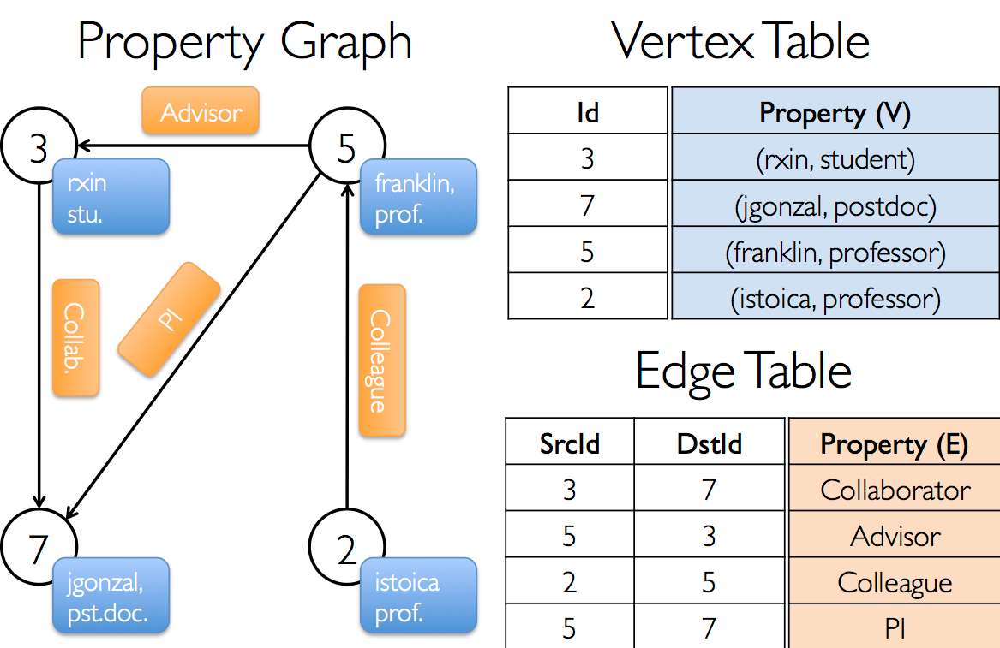 Property Graph
Advisor
3
5
rxin
stu.
franklin,
prof.
Collab.
PI
Colleague
7
2
jgonzal,
pst.doc.
istoica
prof.
Vertex Table
Id Property (V)
3 (rxin, student)
7 (jgonzal, postdoc)
5 (franklin, professor)
2 (istoica, professor)
Edge Table
SrcId DstId Property (E)
3 7 Collaborator
5 3 Advisor
2 5 Colleague
5 7 PI